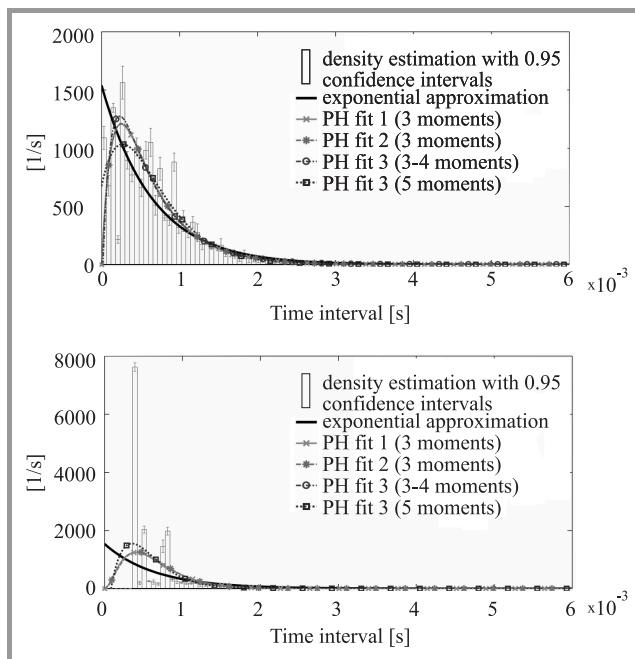 2000
1500
1000
500
0
[1/s]
density estimation with 0.95
confidence intervals
exponential approximation
PH fit 1 (3 moments)
PH fit 2 (3 moments)
PH fit 3 (3-4 moments)
PH fit 3 (5 moments)
0 1 2 3 4 5 6
×10⁻³
Time interval [s]
8000
6000
4000
2000
0
[1/s]
density estimation with 0.95
confidence intervals
exponential approximation
PH fit 1 (3 moments)
PH fit 2 (3 moments)
PH fit 3 (3-4 moments)
PH fit 3 (5 moments)
0 1 2 3 4 5 6
×10⁻³
Time interval [s]